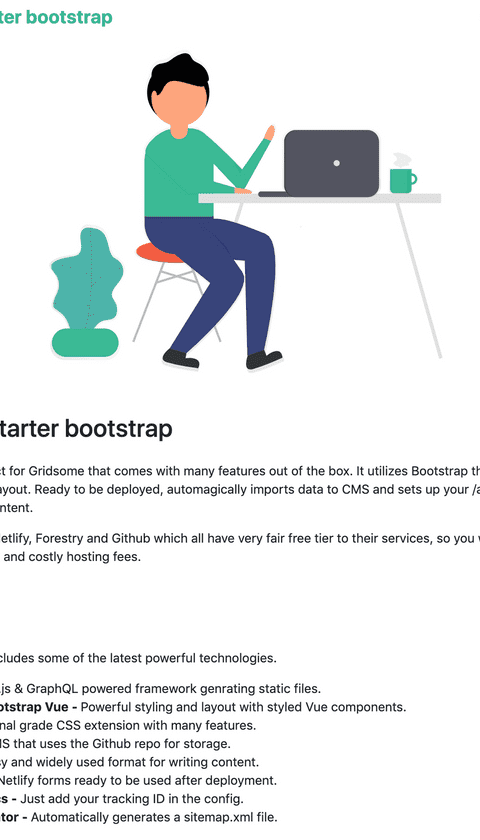 ter bootstrap
tarter bootstrap
ct for Gridsome that comes with many features out of the box. It utilizes Bootstrap th
ayout. Ready to be deployed, automagically imports data to CMS and sets up your /a
ntent.
etlify, Forestry and Github which all have very fair free tier to their services, so you
and costly hosting fees.
cludes some of the latest powerful technologies.
.js & GraphQL powered framework genrating static files.
otstrap Vue - Powerful styling and layout with styled Vue components.
nal grade CSS extension with many features.
MS that uses the Github repo for storage.
sy and widely used format for writing content.
Netlify forms ready to be used after deployment.
cs - Just add your tracking ID in the config.
ator - Automatically generates a sitemap.xml file.